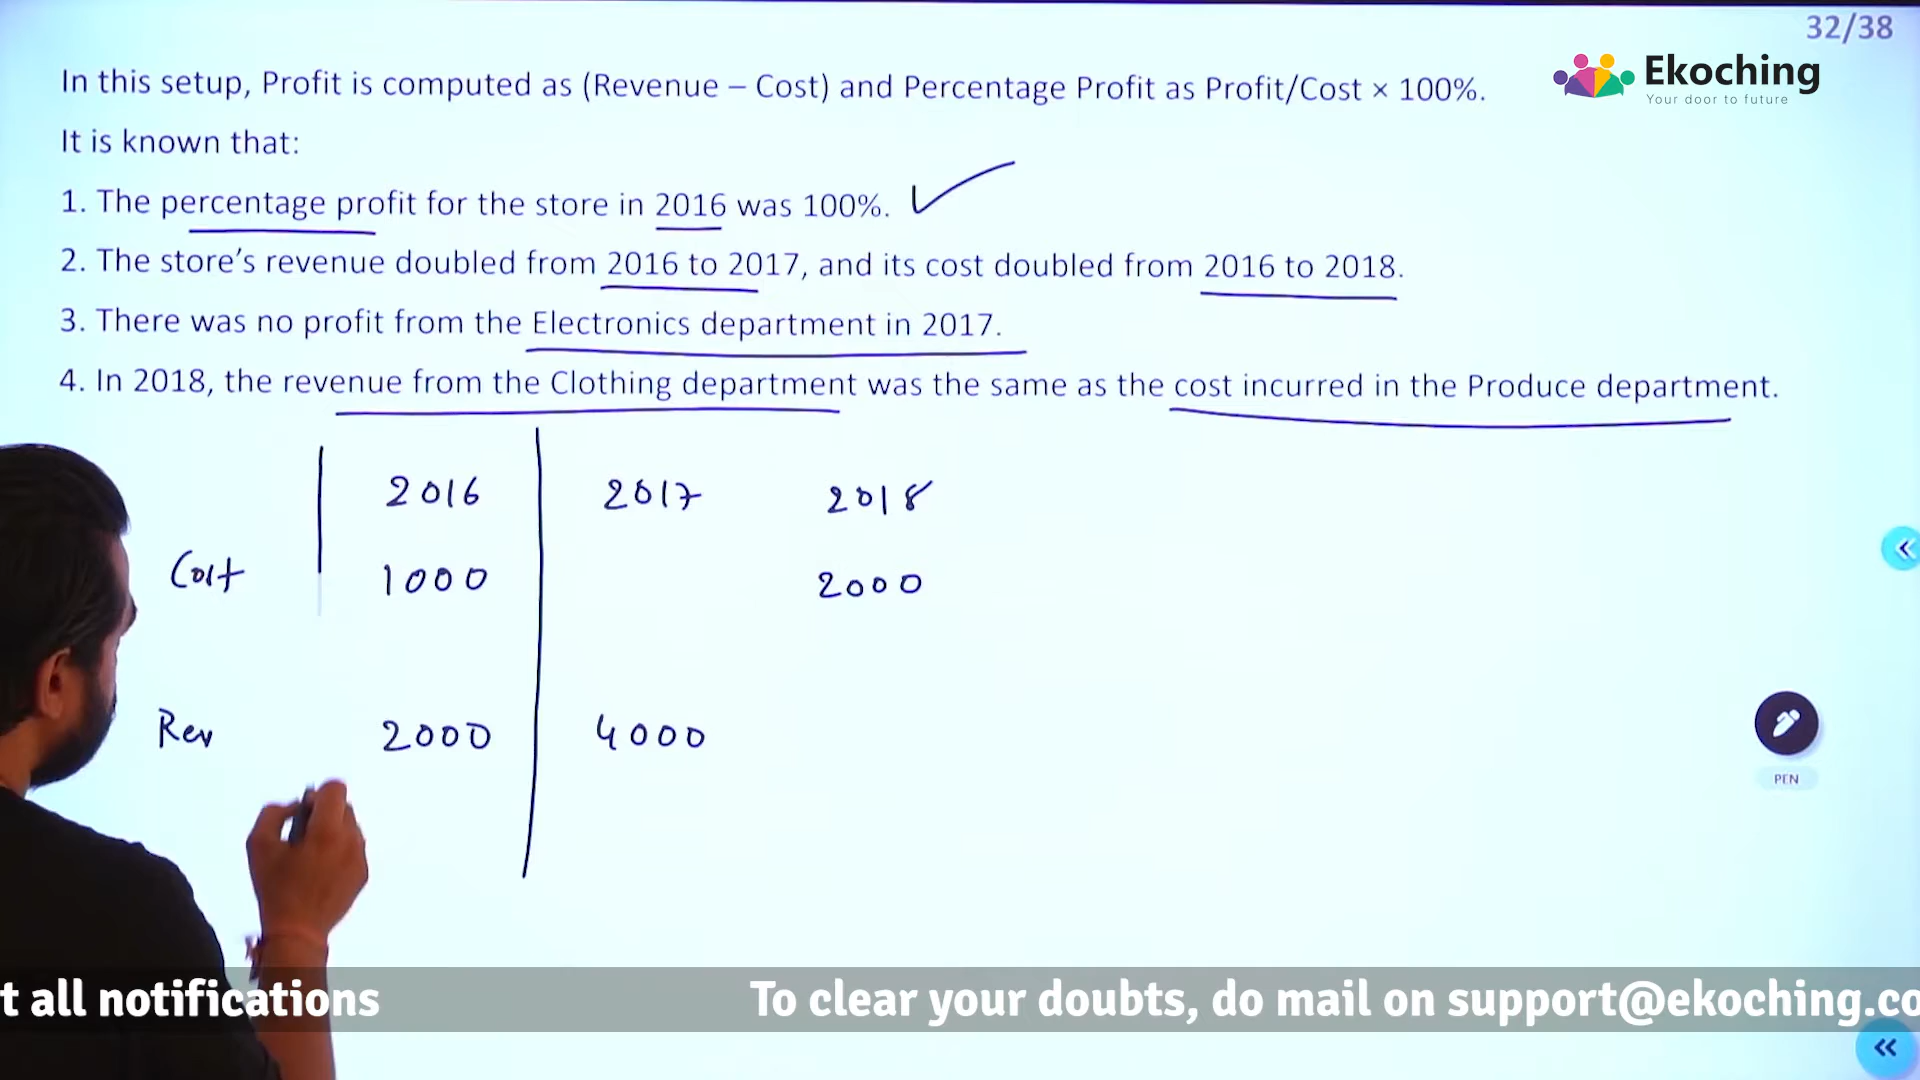 32/38
Ekoching
Your door to future
In this setup, Profit is computed as (Revenue – Cost) and Percentage Profit as Profit/Cost × 100%.
It is known that:
1. The percentage profit for the store in 2016 was 100%.
2. The store's revenue doubled from 2016 to 2017, and its cost doubled from 2016 to 2018.
3. There was no profit from the Electronics department in 2017.
4. In 2018, the revenue from the Clothing department was the same as the cost incurred in the Produce department.
2016 2017 2018
Cost 1000 2000
Rev 2000 4000
PEN
t all notifications To clear your doubts, do mail on support@ekoching.co